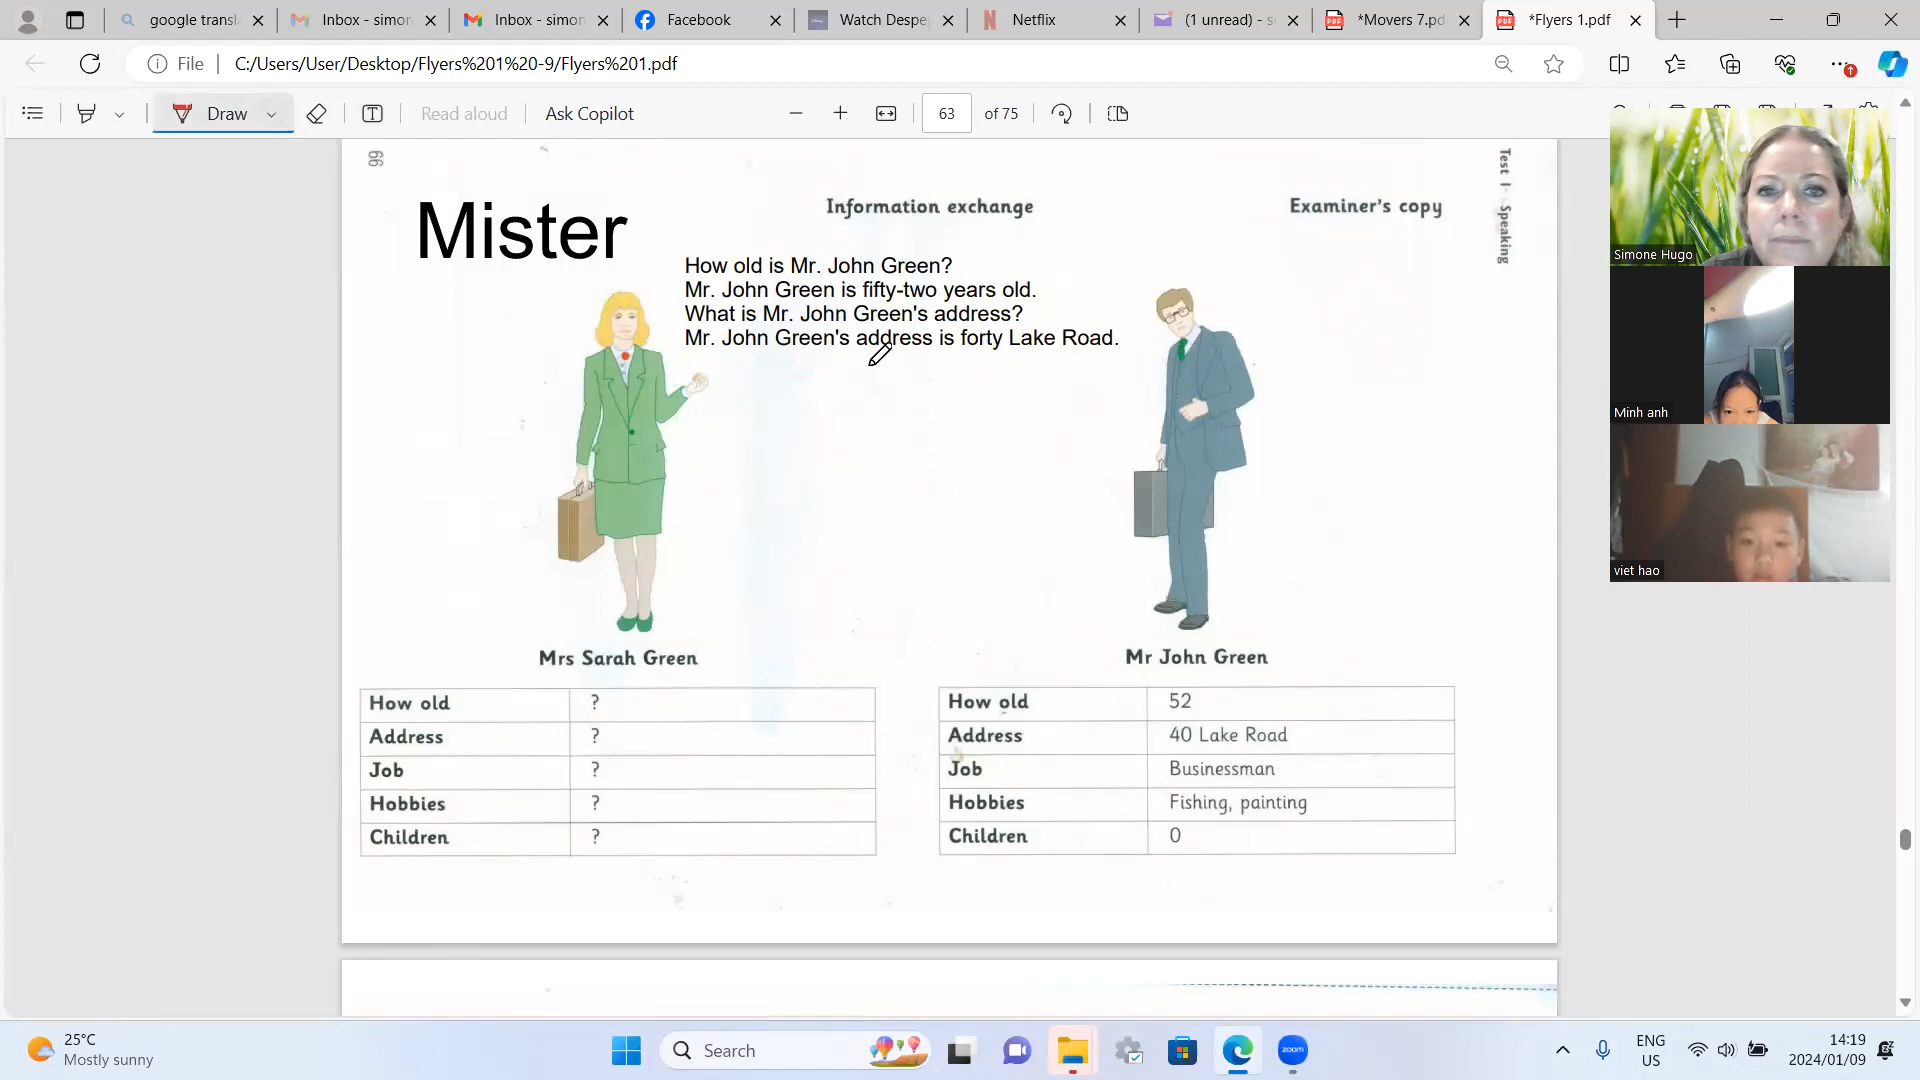 google transl
Inbox - simon
Inbox - simon
Facebook
Watch Despe
Netflix
(1 unread) - s
*Movers 7.pd
*Flyers 1.pdf
File
C:/Users/User/Desktop/Flyers%201%20-9/Flyers%201.pdf
Draw
Read aloud
Ask Copilot
63
of 75
66
Test 1 Speaking
Mister
Information exchange
Examiner's copy
How old is Mr. John Green?
Mr. John Green is fifty-two years old.
What is Mr. John Green's address?
Mr. John Green's address is forty Lake Road.
Mrs Sarah Green
How old ?
Address ?
Job ?
Hobbies ?
Children ?
Mr John Green
How old 52
Address 40 Lake Road
Job Businessman
Hobbies Fishing, painting
Children 0
Simone Hugo
Minh anh
viet hao
25°C
Mostly sunny
Search
zoom
ENG
US
14:19
2024/01/09